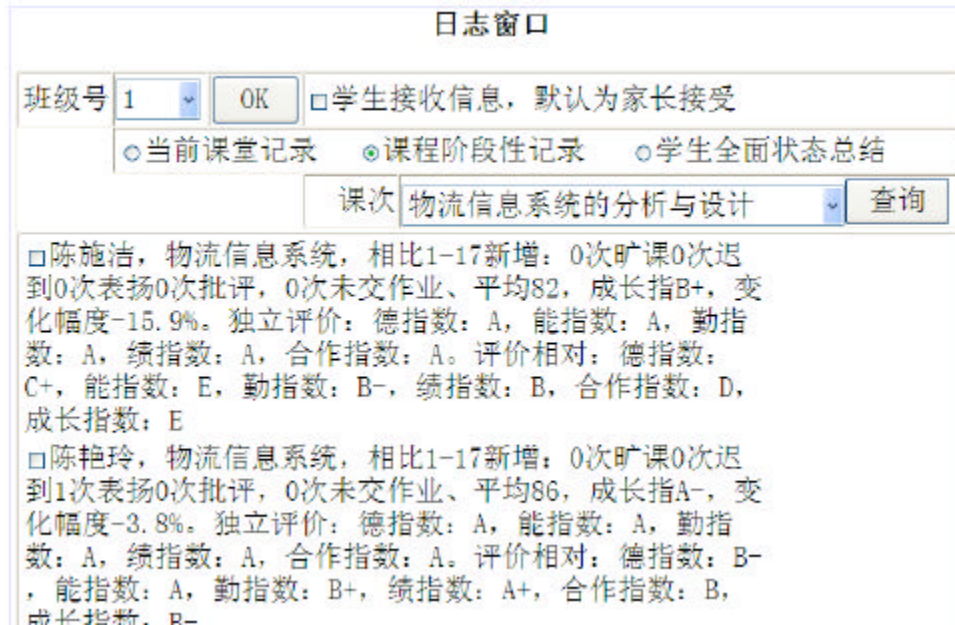 日志窗口
班级号 1 OK 学生接收信息，默认为家长接受
当前课堂记录 课程阶段性记录 学生全面状态总结
课次 物流信息系统的分析与设计 查询
陈施洁，物流信息系统，相比1-17新增：0次旷课0次迟
到0次表扬0次批评，0次未交作业、平均82，成长指B+，变
化幅度-15.9%。独立评价：德指数：A，能指数：A，勤指
数：A，绩指数：A，合作指数：A。评价相对：德指数：
C+，能指数：E，勤指数：B-，绩指数：B，合作指数：D，
成长指数：E
陈艳玲，物流信息系统，相比1-17新增：0次旷课0次迟
到1次表扬0次批评，0次未交作业、平均86，成长指A-，变
化幅度-3.8%。独立评价：德指数：A，能指数：A，勤指
数：A，绩指数：A，合作指数：A。评价相对：德指数：B-
，能指数：A，勤指数：B+，绩指数：A+，合作指数：B，
成长指数：B-